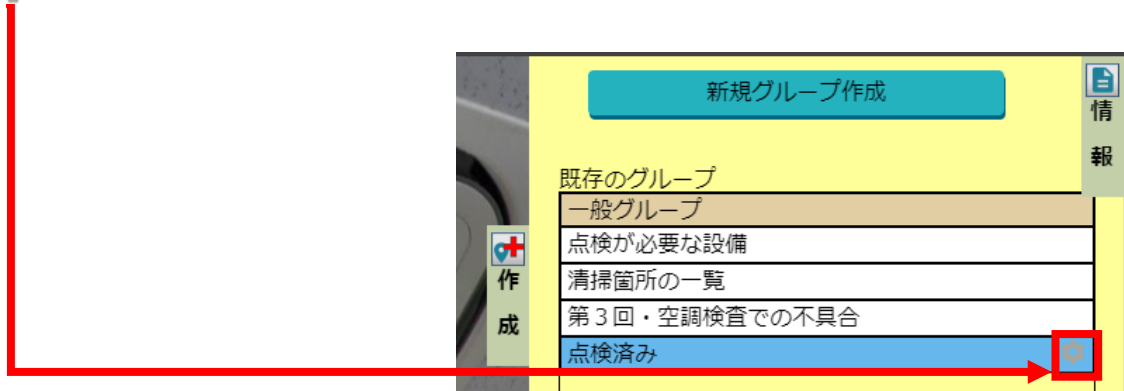 新規グループ作成
情
報
既存のグループ
一般グループ
点検が必要な設備
清掃箇所の一覧
第３回・空調検査での不具合
点検済み
作
成